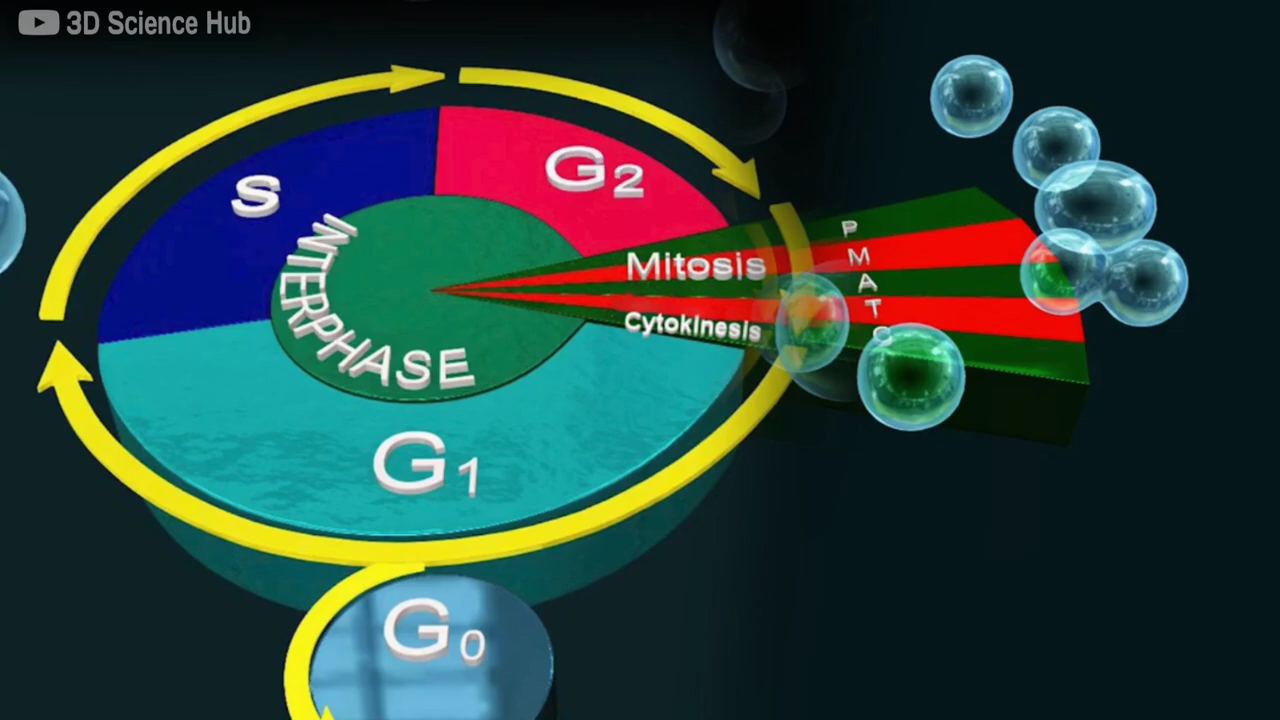 3D Science Hub
S
G2
INTERPHASE
Mitosis
Cytokinesis
P
M
A
T
C
G1
G0